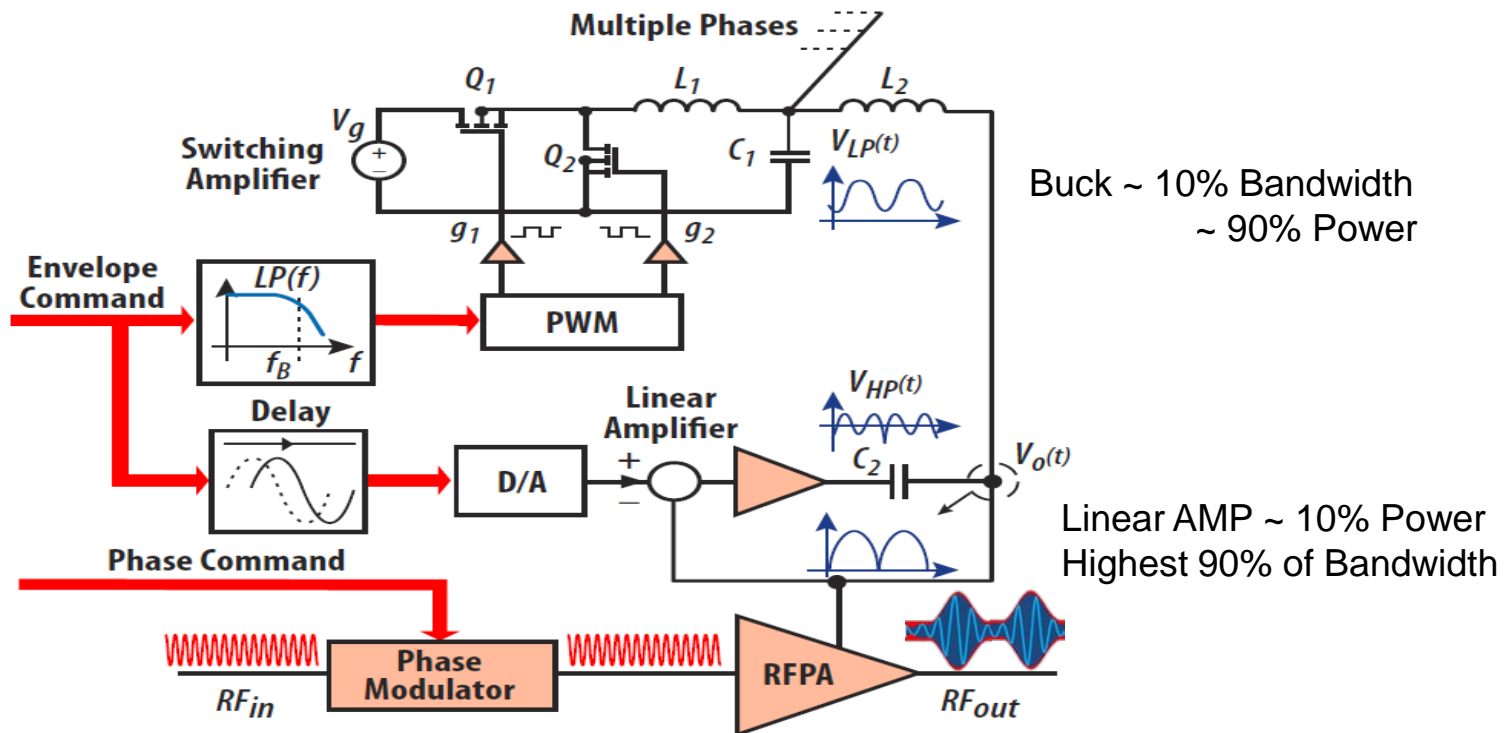 Multiple Phases
Q1
L1
L2
Vg
+
−
Switching
Amplifier
Q2
C1
VLP(t)
Buck ~ 10% Bandwidth
~ 90% Power
g1
g2
Envelope
Command
LP(f)
fB
f
PWM
Delay
Linear
Amplifier
VHP(t)
D/A
+
−
C2
Vo(t)
Linear AMP ~ 10% Power
Highest 90% of Bandwidth
Phase Command
Phase
Modulator
RFPA
RFin
RFout